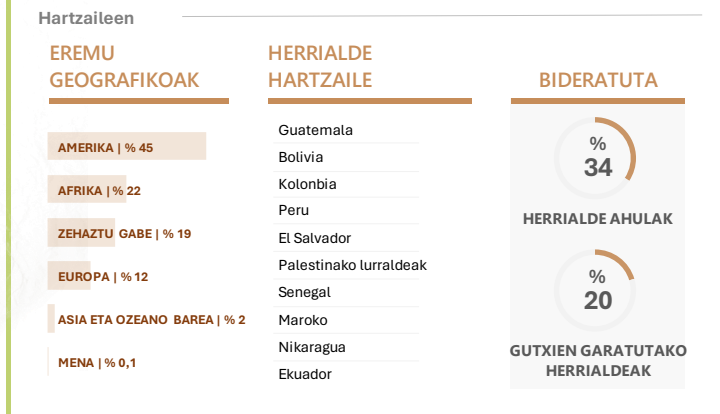 Hartzaileen
EREMU
GEOGRAFIKOAK
AMERIKA | % 45
AFRIKA | % 22
ZEHAZTU GABE | % 19
EUROPA | % 12
ASIA ETA OZEANO BAREA | % 2
MENA | % 0,1
HERRIALDE
HARTZAILE
Guatemala
Bolivia
Kolonbia
Peru
El Salvador
Palestinako lurraldeak
Senegal
Maroko
Nikaragua
Ekuador
BIDERATUTA
%
34
HERRIALDE AHULAK
%
20
GUTXIEN GARATUTAKO
HERRIALDEAK